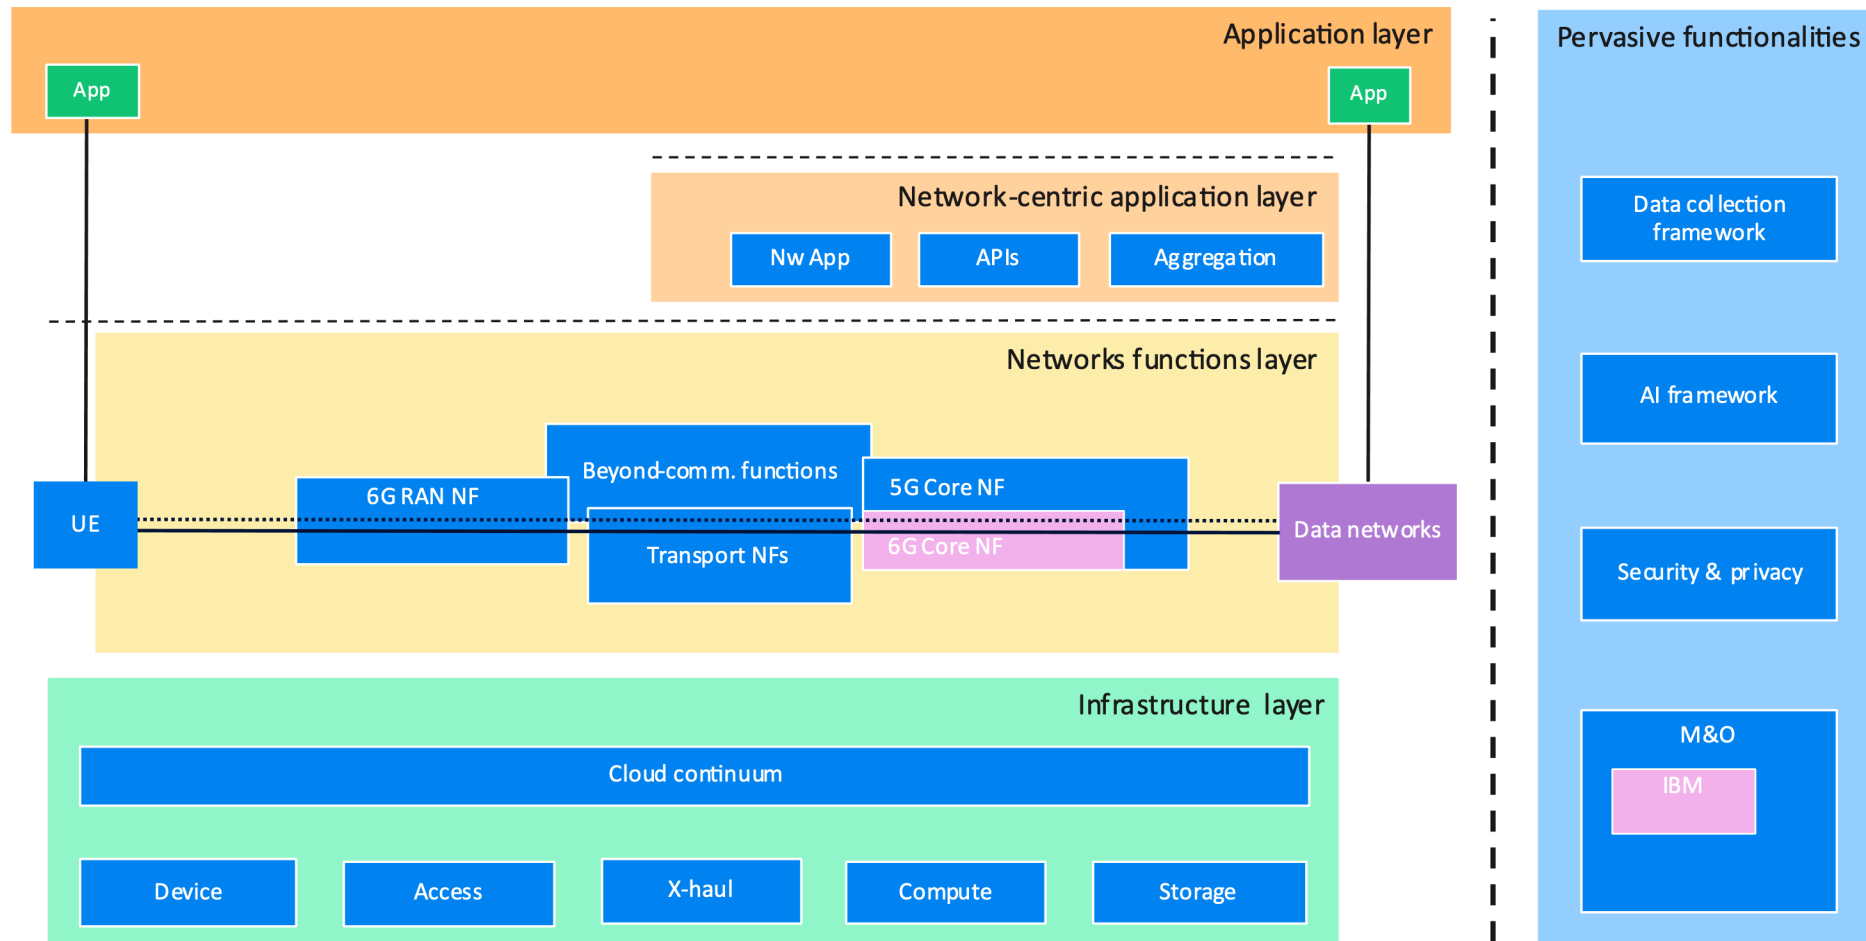 Application layer
App
App
Network-centric application layer
Nw App
APIs
Aggregation
Networks functions layer
Beyond-comm. functions
6G RAN NF
5G Core NF
UE
Data networks
Transport NFs
6G Core NF
Infrastructure layer
Cloud continuum
Device
Access
X-haul
Compute
Storage
Pervasive functionalities
Data collection
framework
AI framework
Security & privacy
M&O
IBM